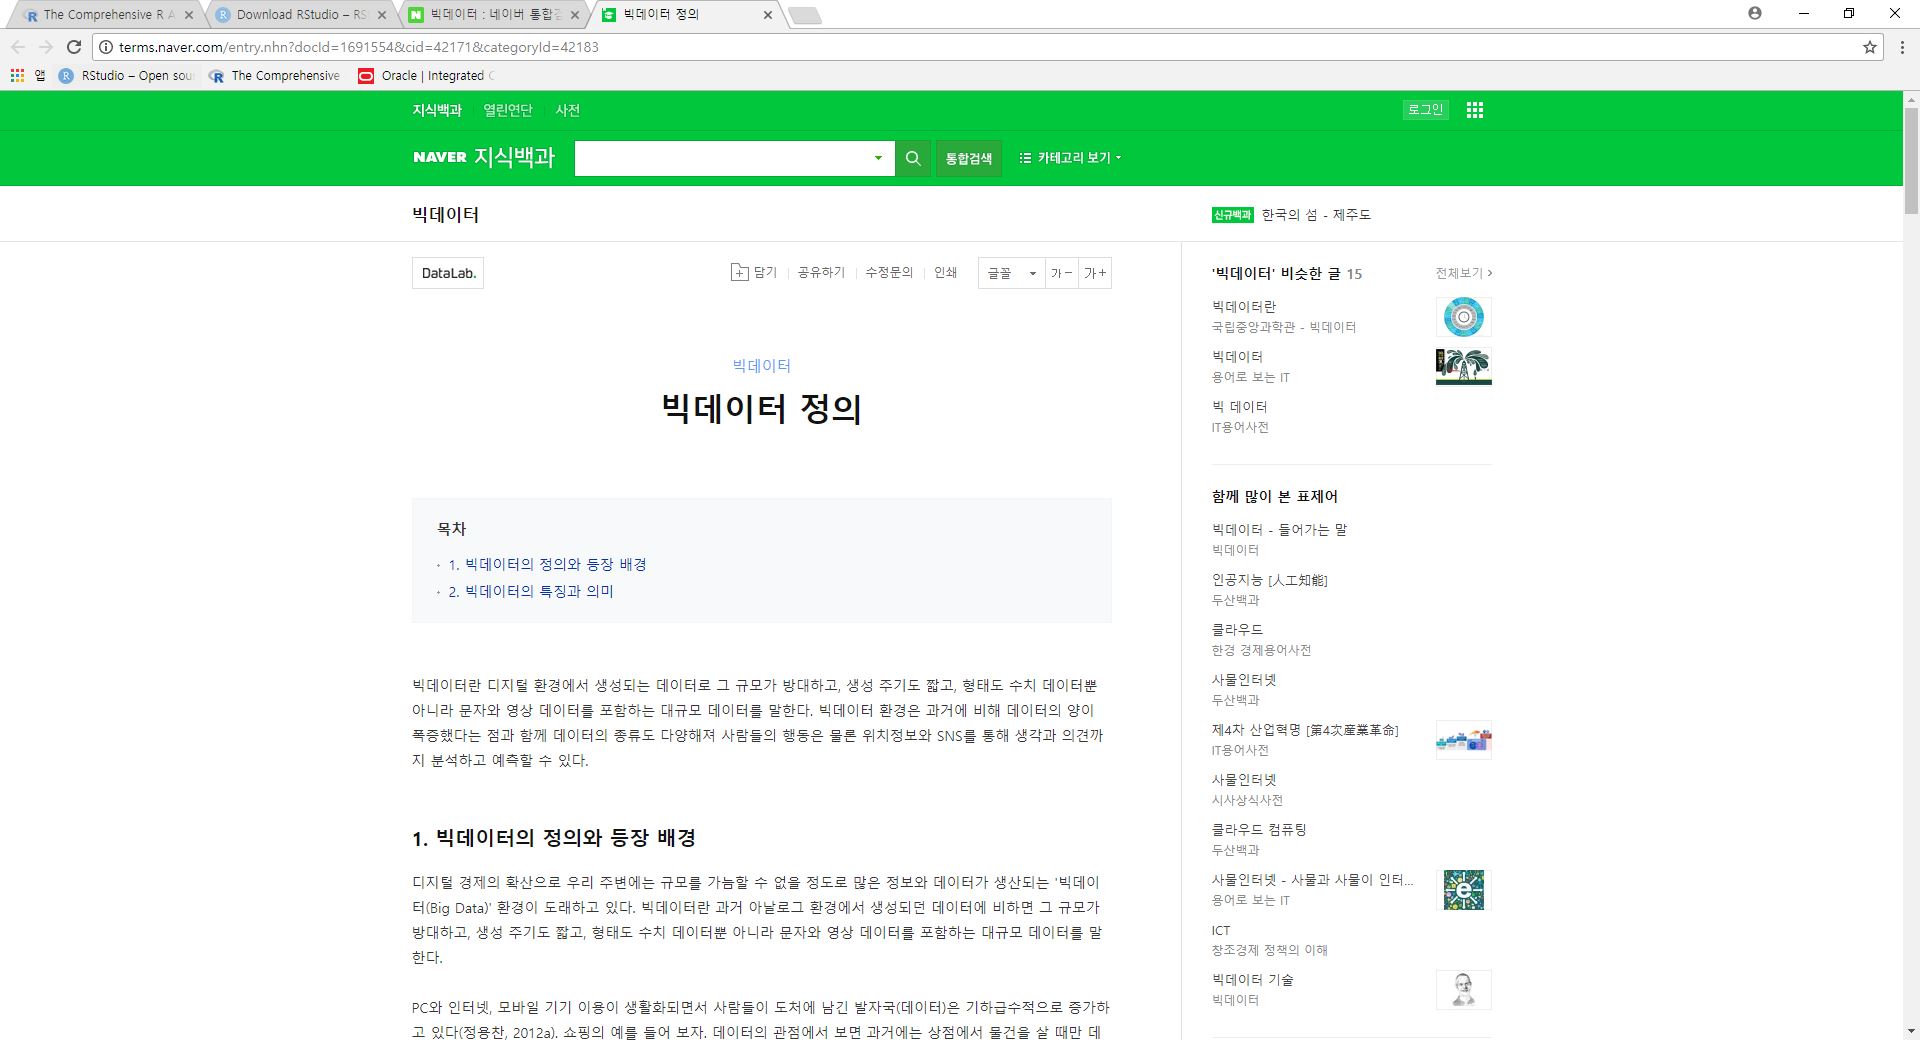 The Comprehensive R A
Download RStudio – RS
빅데이터 : 네이버 통합검
빅데이터 정의
terms.naver.com/entry.nhn?docId=1691554&cid=42171&categoryId=42183
앱
RStudio – Open sou
The Comprehensive
Oracle | Integrated C
지식백과
열린연단
사전
로그인
NAVER 지식백과
통합검색
카테고리 보기
빅데이터
신규백과 한국의 섬 - 제주도
DataLab.
담기
공유하기
수정문의
인쇄
글꼴
가 -
가 +
빅데이터
빅데이터 정의
목차
· 1. 빅데이터의 정의와 등장 배경
· 2. 빅데이터의 특징과 의미
빅데이터란 디지털 환경에서 생성되는 데이터로 그 규모가 방대하고, 생성 주기도 짧고, 형태도 수치 데이터뿐
아니라 문자와 영상 데이터를 포함하는 대규모 데이터를 말한다. 빅데이터 환경은 과거에 비해 데이터의 양이
폭증했다는 점과 함께 데이터의 종류도 다양해져 사람들의 행동은 물론 위치정보와 SNS를 통해 생각과 의견까
지 분석하고 예측할 수 있다.
1. 빅데이터의 정의와 등장 배경
디지털 경제의 확산으로 우리 주변에는 규모를 가늠할 수 없을 정도로 많은 정보와 데이터가 생산되는 '빅데이
터(Big Data)' 환경이 도래하고 있다. 빅데이터란 과거 아날로그 환경에서 생성되던 데이터에 비하면 그 규모가
방대하고, 생성 주기도 짧고, 형태도 수치 데이터뿐 아니라 문자와 영상 데이터를 포함하는 대규모 데이터를 말
한다.
PC와 인터넷, 모바일 기기 이용이 생활화되면서 사람들이 도처에 남긴 발자국(데이터)은 기하급수적으로 증가하
고 있다(정용찬, 2012a). 쇼핑의 예를 들어 보자. 데이터의 관점에서 보면 과거에는 상점에서 물건을 살 때만 데
'빅데이터' 비슷한 글 15
전체보기 >
빅데이터란
국립중앙과학관 - 빅데이터
빅데이터
용어로 보는 IT
빅 데이터
IT용어사전
함께 많이 본 표제어
빅데이터 - 들어가는 말
빅데이터
인공지능 [人工知能]
두산백과
클라우드
한경 경제용어사전
사물인터넷
두산백과
제4차 산업혁명 [第4次産業革命]
IT용어사전
사물인터넷
시사상식사전
클라우드 컴퓨팅
두산백과
사물인터넷 - 사물과 사물이 인터...
용어로 보는 IT
ICT
창조경제 정책의 이해
빅데이터 기술
빅데이터